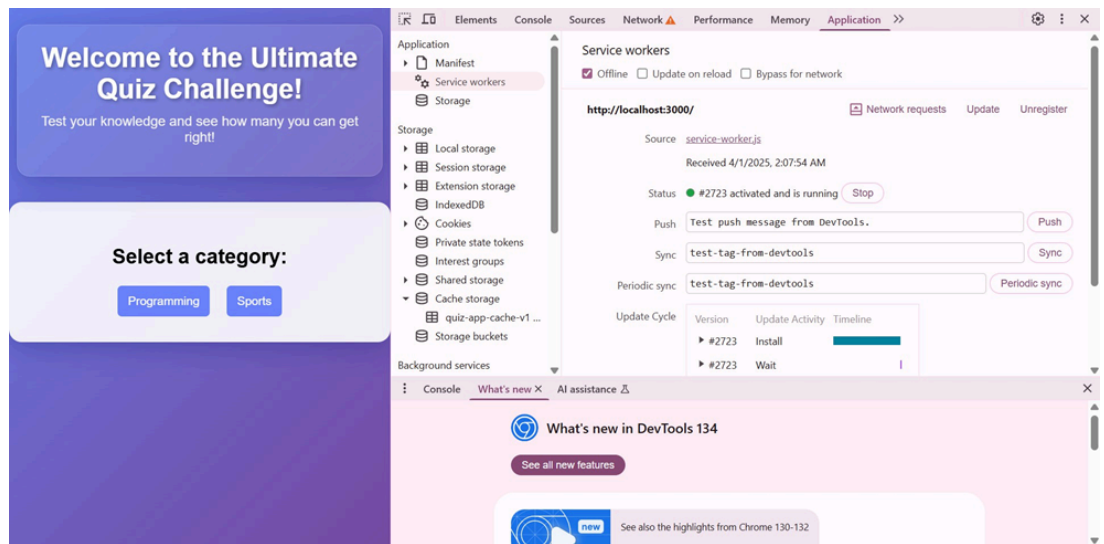 Welcome to the Ultimate
Quiz Challenge!
Test your knowledge and see how many you can get
right!
Select a category:
Programming Sports
Elements Console Sources Network Performance Memory Application
Application
Manifest
Service workers
Storage
Storage
Local storage
Session storage
Extension storage
IndexedDB
Cookies
Private state tokens
Interest groups
Shared storage
Cache storage
quiz-app-cache-v1 ...
Storage buckets
Background services
Service workers
Offline Update on reload Bypass for network
http://localhost:3000/ Network requests Update Unregister
Source service-worker.js
Received 4/1/2025, 2:07:54 AM
Status #2723 activated and is running Stop
Push Test push message from DevTools. Push
Sync test-tag-from-devtools Sync
Periodic sync test-tag-from-devtools Periodic sync
Update Cycle Version Update Activity Timeline
#2723 Install
#2723 Wait
Console What's new AI assistance
What's new in DevTools 134
See all new features
new See also the highlights from Chrome 130-132